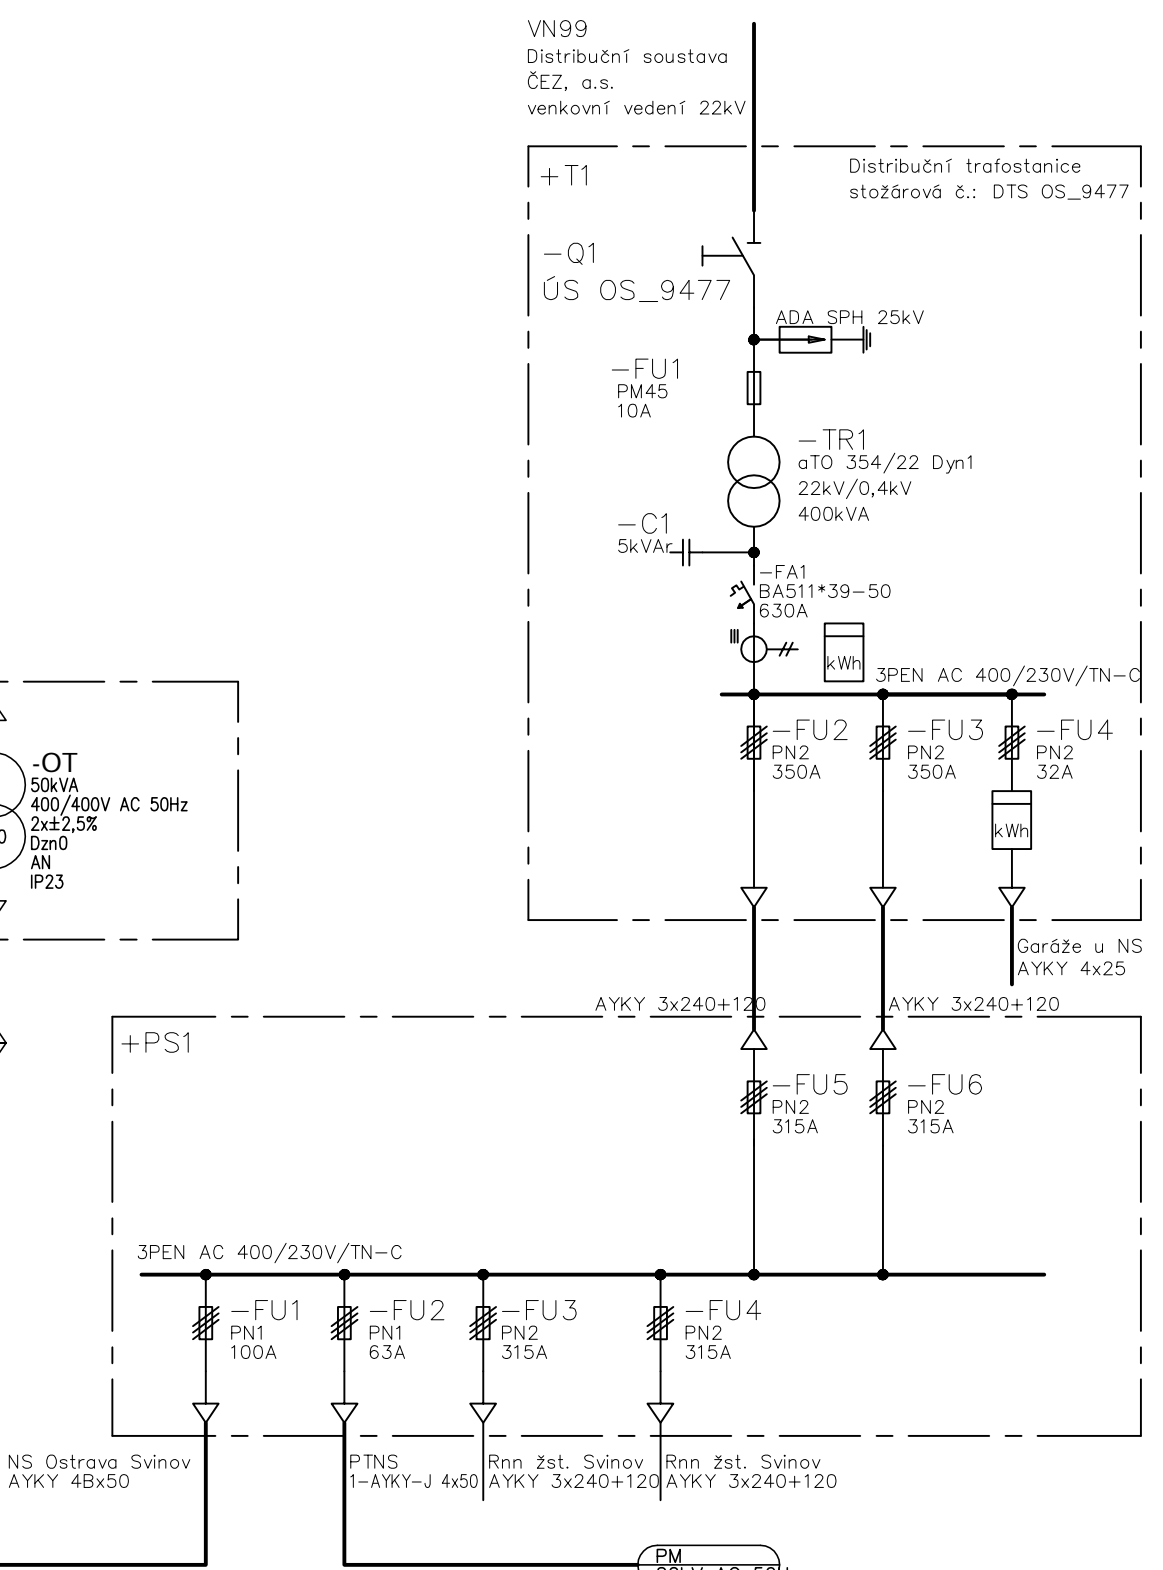 VN99
Distribuční soustava
ČEZ, a.s.
venkovní vedení 22kV
+T1
Distribuční trafostanice
stožárová č.: DTS OS_9477
-Q1
ÚS OS_9477
ADA SPH 25kV
-FU1
PM45
10A
-TR1
aTO 354/22 Dyn1
22kV/0,4kV
400kVA
-C1
5kVAr
-FA1
BA511*39-50
630A
kWh
3PEN AC 400/230V/TN-C
-FU2
PN2
350A
-FU3
PN2
350A
-FU4
PN2
32A
kWh
-OT
50kVA
400/400V AC 50Hz
2x±2,5%
Dzn0
AN
IP23
Garáže u NS
AYKY 4x25
AYKY 3x240+120
AYKY 3x240+120
+PS1
-FU5
PN2
315A
-FU6
PN2
315A
3PEN AC 400/230V/TN-C
-FU1
PN1
100A
-FU2
PN1
63A
-FU3
PN2
315A
-FU4
PN2
315A
NS Ostrava Svinov
AYKY 4Bx50
PTNS
1-AYKY-J 4x50
Rnn žst. Svinov
AYKY 3x240+120
Rnn žst. Svinov
AYKY 3x240+120
PM